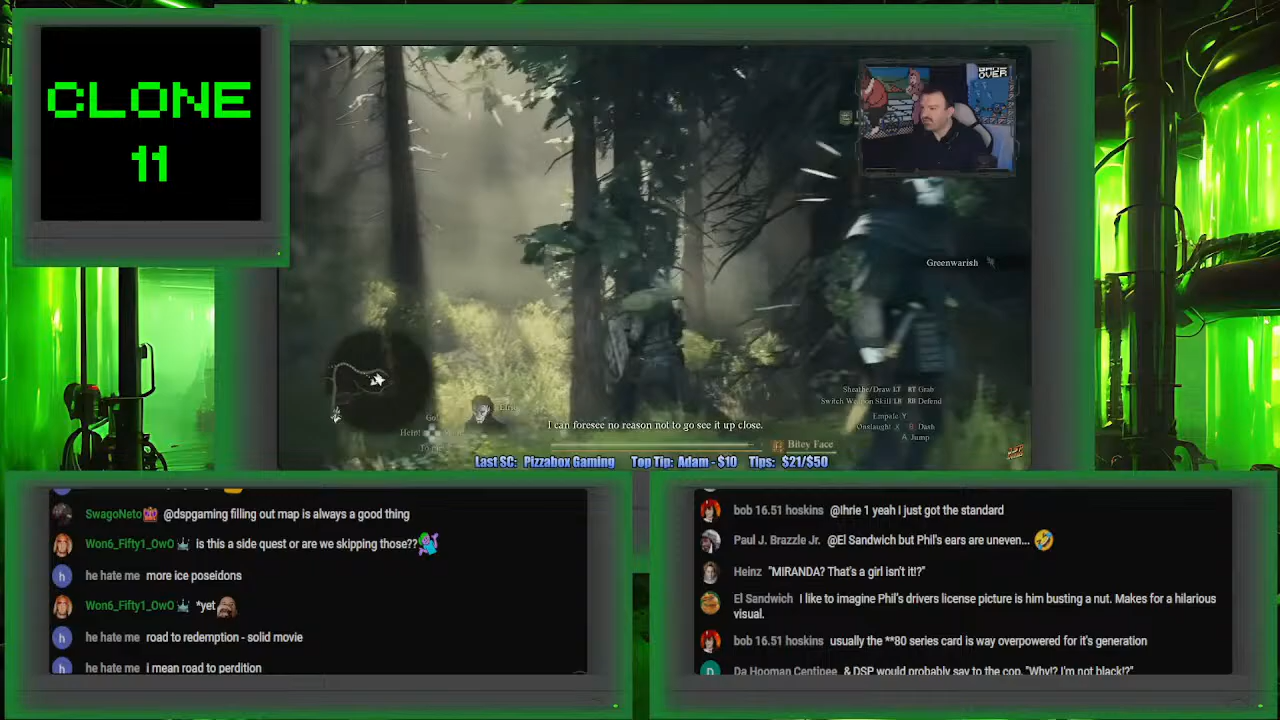 CLONE
11
GAME
OVER
Greenwarish
Sheathe/Draw LT RT Grab
Switch Weapon Skill LB RB Defend
Empale Y
Onslaught X B Dash
A Jump
Go!
Help!
I can foresee no reason not to go see it up close.
Bitey Face
Last SC: Pizzabox Gaming Top Tip: Adam - $10 Tips: $21/$50
SwagoNeto @dspgaming filling out map is always a good thing
Won6_Fifty1_OwO is this a side quest or are we skipping those??
he hate me more ice poseidons
Won6_Fifty1_OwO *yet
he hate me road to redemption - solid movie
he hate me i mean road to perdition
bob 16.51 hoskins @Ihrie 1 yeah I just got the standard
Paul J. Brazzle Jr. @El Sandwich but Phil's ears are uneven...
Heinz "MIRANDA? That's a girl isn't it!?"
El Sandwich I like to imagine Phil's drivers license picture is him busting a nut. Makes for a hilarious
visual.
bob 16.51 hoskins usually the **80 series card is way overpowered for it's generation
Da Hooman Centipee & DSP would probably say to the cop, "Why!? I'm not black!?"